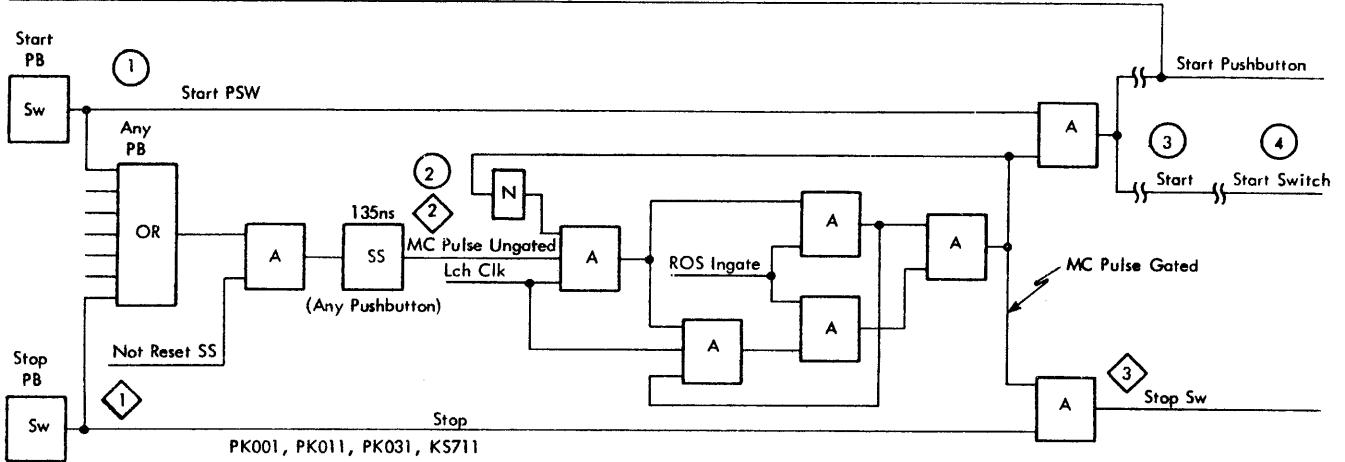 Start
PB
Sw
1
Start PSW
Any
PB
OR
A
135ns
SS
(Any Pushbutton)
2
2
N
MC Pulse Ungated
Lch Clk
A
ROS Ingate
A
A
A
A
A
3
4
Start Pushbutton
Start
Start Switch
MC Pulse Gated
Not Reset SS
Stop
PB
Sw
1
Stop
PK001, PK011, PK031, KS711
A
3
Stop Sw